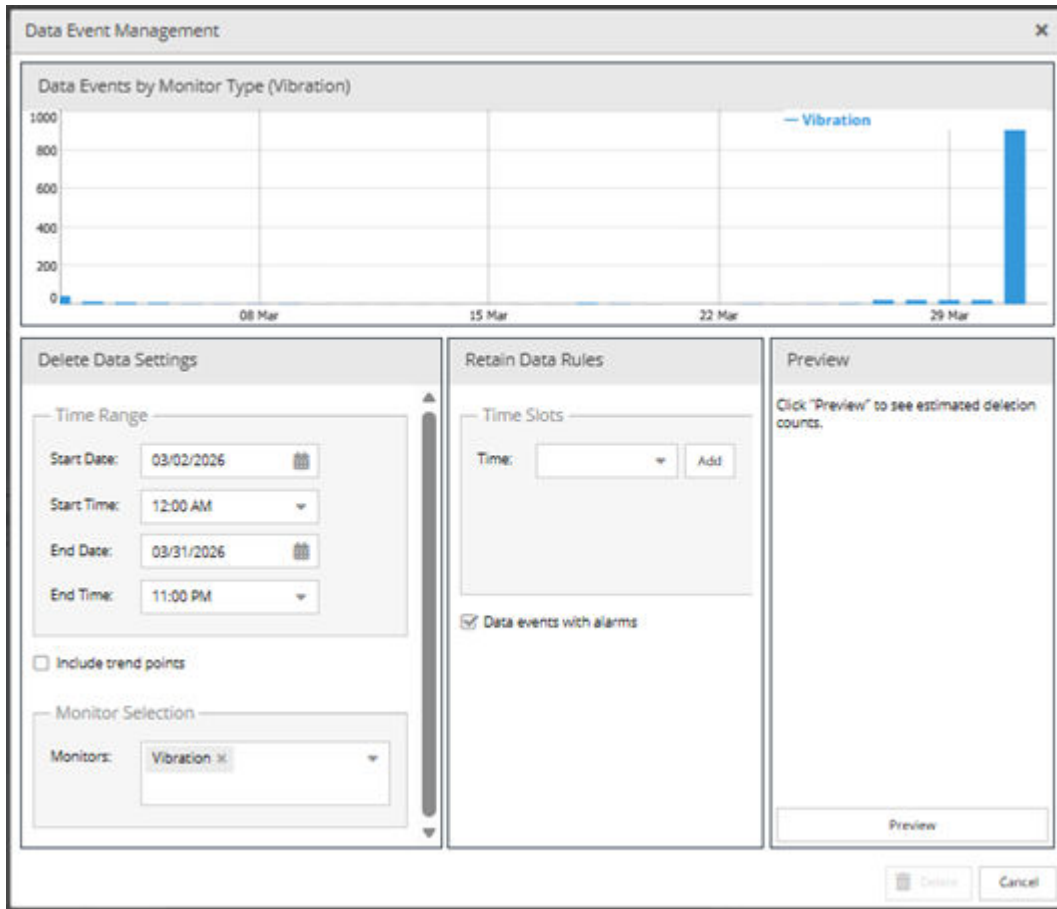 Data Event Management
Data Events by Monitor Type (Vibration)
1000
800
600
400
200
0
Vibration
08 Mar
15 Mar
22 Mar
29 Mar
Delete Data Settings
Time Range
Start Date: 03/02/2026
Start Time: 12:00 AM
End Date: 03/31/2026
End Time: 11:00 PM
Include trend points
Monitor Selection
Monitors: Vibration ×
Retain Data Rules
Time Slots
Time: Add
Data events with alarms
Preview
Click "Preview" to see estimated deletion
counts.
Preview
Delete
Cancel